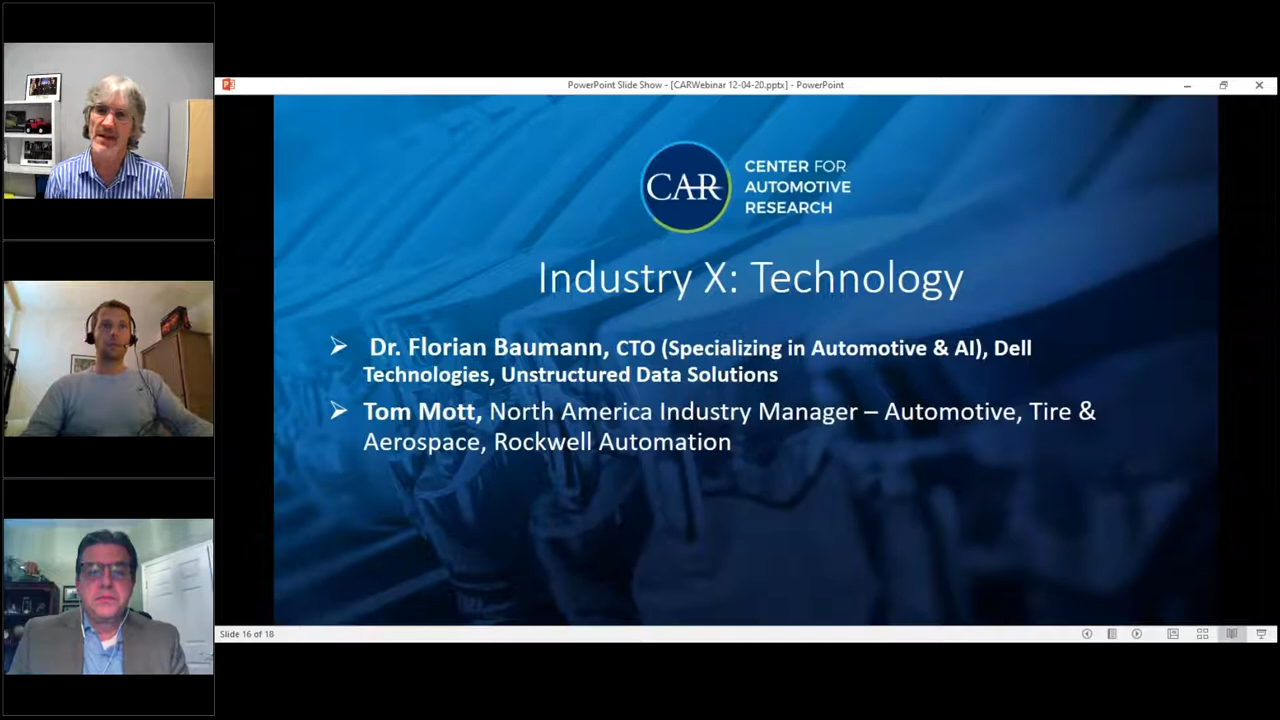 PowerPoint Slide Show - [CARWebinar 12-04-20.pptx] - PowerPoint
CAR
CENTER FOR
AUTOMOTIVE
RESEARCH
Industry X: Technology
➢ Dr. Florian Baumann, CTO (Specializing in Automotive & AI), Dell
Technologies, Unstructured Data Solutions
➢ Tom Mott, North America Industry Manager – Automotive, Tire &
Aerospace, Rockwell Automation
Slide 16 of 18